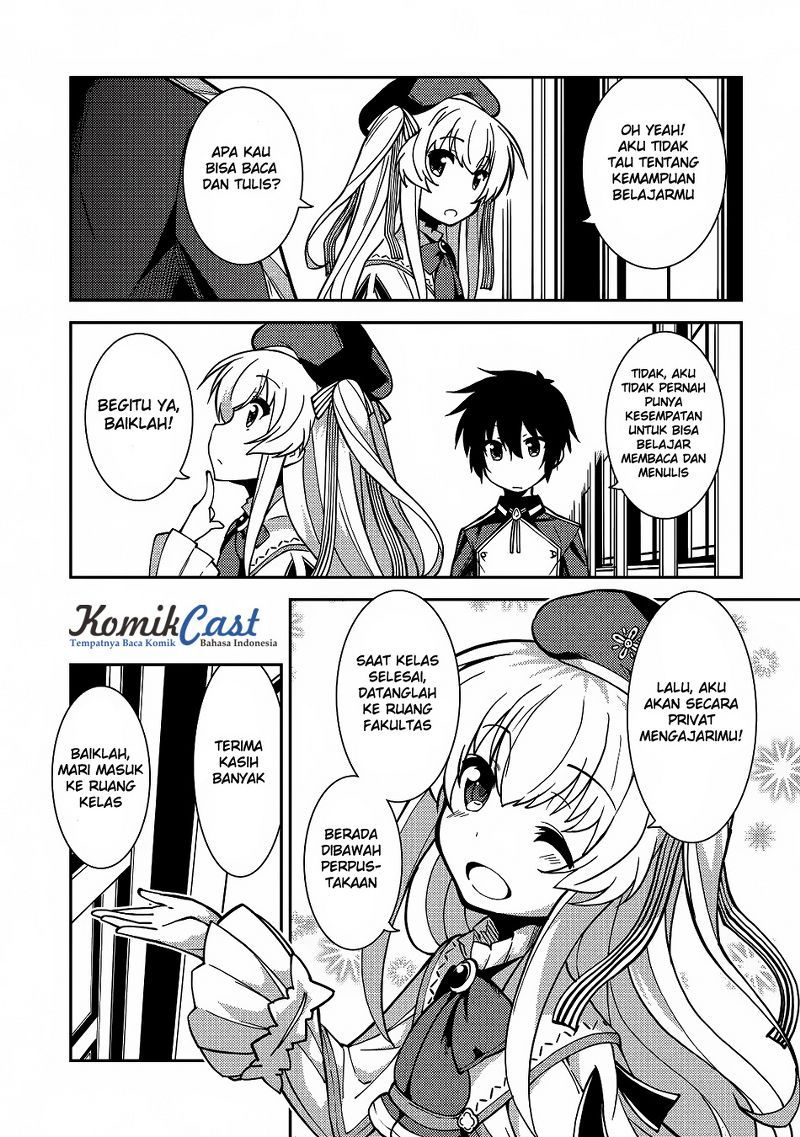 OH YEAH!
AKU TIDAK
TAU TENTANG
KEMAMPUAN
BELAJARMU
APA KAU
BISA BACA
DAN TULIS?
TIDAK, AKU
TIDAK PERNAH
PUNYA
KESEMPATAN
UNTUK BISA
BELAJAR
MEMBACA DAN
MENULIS
BEGITU YA,
BAIKLAH!
LALU, AKU
AKAN SECARA
PRIVAT
MENGAJARIMU!
SAAT KELAS
SELESAI,
DATANGLAH
KE RUANG
FAKULTAS
BERADA
DIBAWAH
PERPUS-
TAKAAN
KomikCast
Tempatnya Baca Komik Bahasa Indonesia
TERIMA
KASIH
BANYAK
BAIKLAH,
MARI MASUK
KE RUANG
KELAS